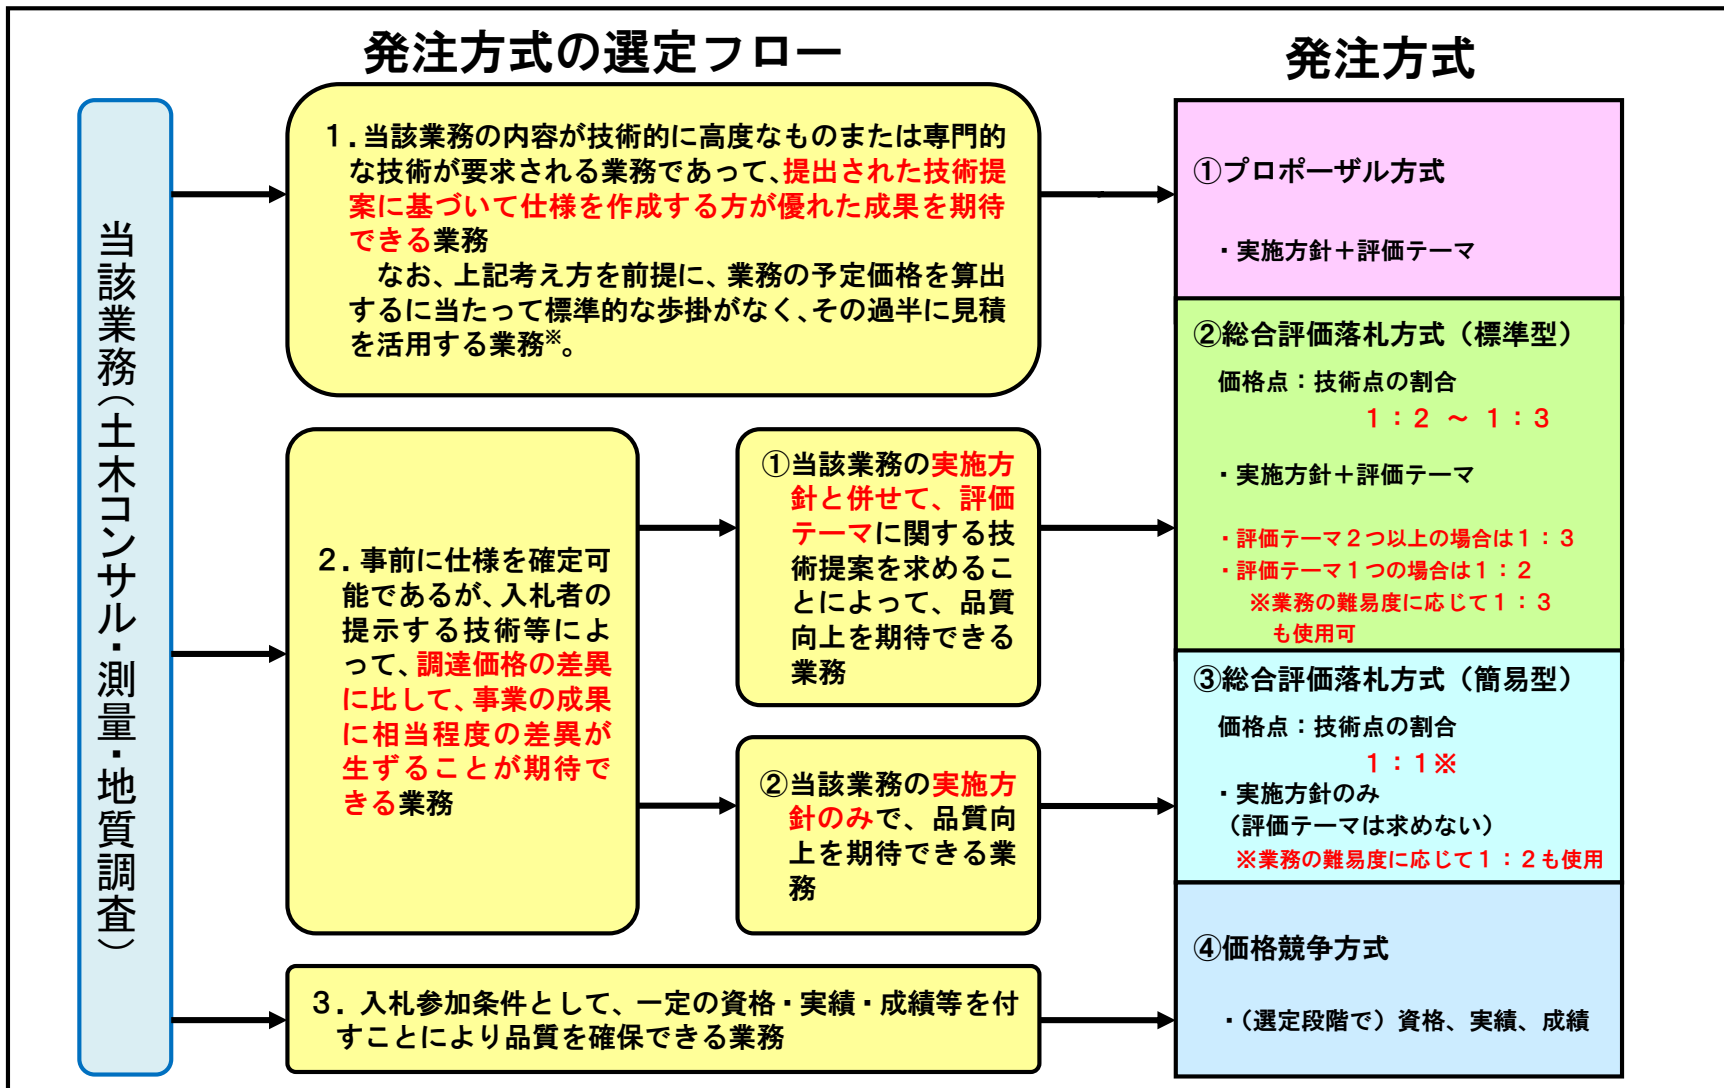 発注方式の選定フロー
発注方式
当該業務（土木コンサル・測量・地質調査）
１．当該業務の内容が技術的に高度なものまたは専門的
な技術が要求される業務であって、提出された技術提
案に基づいて仕様を作成する方が優れた成果を期待
できる業務
なお、上記考え方を前提に、業務の予定価格を算出
するに当たって標準的な歩掛がなく、その過半に見積
を活用する業務※。
２．事前に仕様を確定可
能であるが、入札者の
提示する技術等によ
って、調達価格の差異
に比して、事業の成果
に相当程度の差異が
生ずることが期待で
きる業務
①当該業務の実施方
針と併せて、評価
テーマに関する技
術提案を求めるこ
とによって、品質
向上を期待できる
業務
②当該業務の実施方
針のみで、品質向
上を期待できる業
務
３．入札参加条件として、一定の資格・実績・成績等を付
すことにより品質を確保できる業務
①プロポーザル方式
・実施方針＋評価テーマ
②総合評価落札方式（標準型）
価格点：技術点の割合
１：２ ～ １：３
・実施方針＋評価テーマ
・評価テーマ２つ以上の場合は１：３
・評価テーマ１つの場合は１：２
※業務の難易度に応じて１：３
も使用可
③総合評価落札方式（簡易型）
価格点：技術点の割合
１：１※
・実施方針のみ
（評価テーマは求めない）
※業務の難易度に応じて１：２も使用
④価格競争方式
・（選定段階で）資格、実績、成績